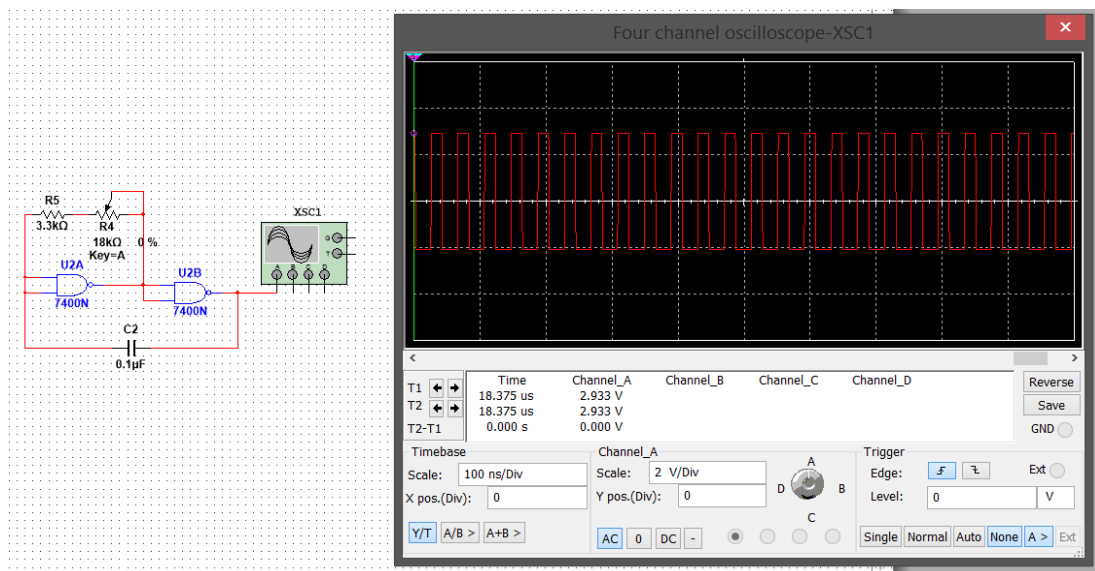 Four channel oscilloscope-XSC1
x
R5
3.3kΩ
R4
18kΩ 0 %
Key=A
U2A
7400N
U2B
7400N
C2
0.1µF
XSC1
G
T
A B C D
T1
T2
T2-T1
Time Channel_A Channel_B Channel_C Channel_D
18.375 us 2.933 V
18.375 us 2.933 V
0.000 s 0.000 V
Reverse
Save
GND
Timebase
Scale: 100 ns/Div
X pos.(Div): 0
Y/T A/B > A+B >
Channel_A
Scale: 2 V/Div
Y pos.(Div): 0
AC 0 DC -
A
D B
C
Trigger
Edge: Ext
Level: 0 V
Single Normal Auto None A > Ext